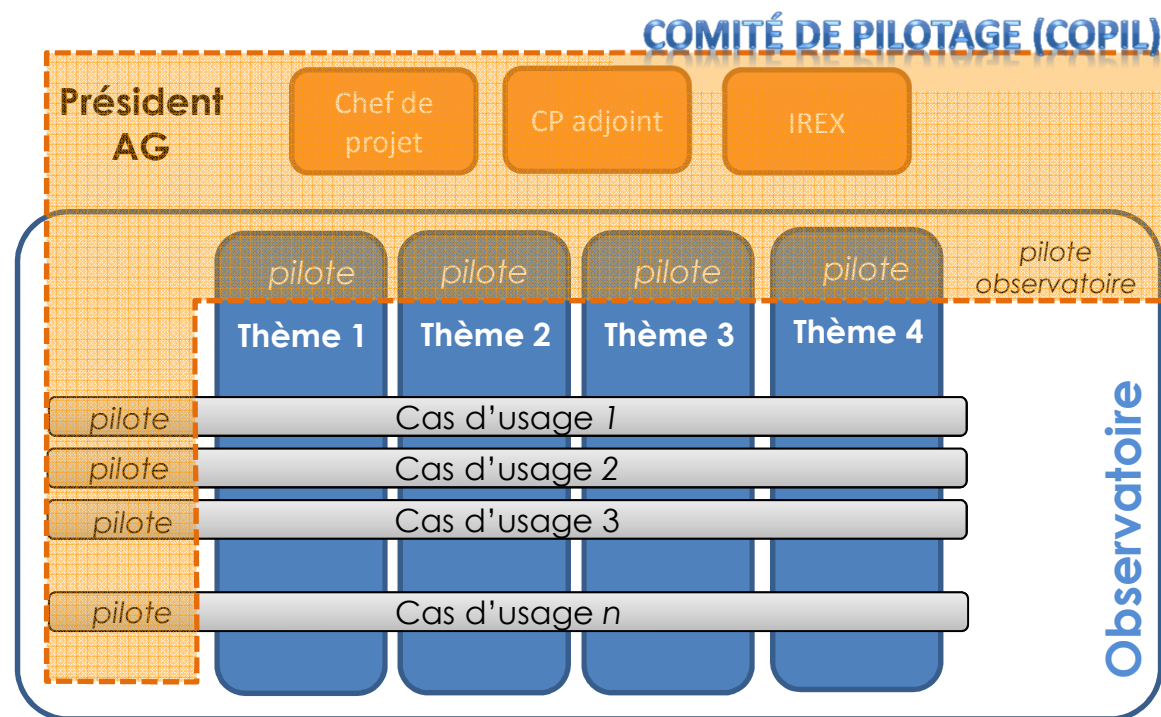 COMITÉ DE PILOTAGE (COPIL)
Président
AG
Chef de
projet
CP adjoint
IREX
pilote
pilote
pilote
pilote
pilote
observatoire
Thème 1
Thème 2
Thème 3
Thème 4
pilote
Cas d’usage 1
pilote
Cas d’usage 2
pilote
Cas d’usage 3
pilote
Cas d’usage n
Observatoire